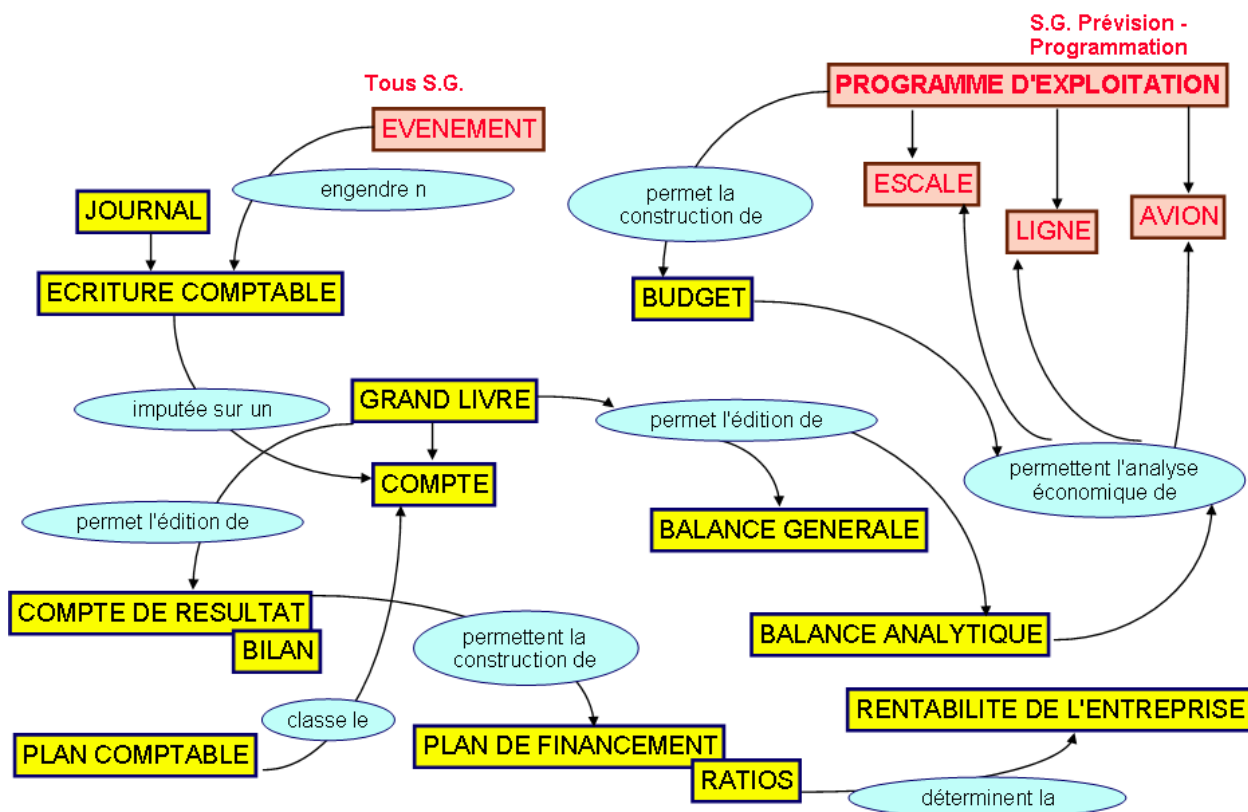 S.G. Prévision -
Programmation
PROGRAMME D'EXPLOITATION
Tous S.G.
EVENEMENT
engendre n
permet la
construction de
ESCALE
LIGNE
AVION
JOURNAL
ECRITURE COMPTABLE
BUDGET
imputée sur un
GRAND LIVRE
permet l'édition de
COMPTE
permettent l'analyse
économique de
permet l'édition de
BALANCE GENERALE
COMPTE DE RESULTAT
BILAN
permettent la
construction de
BALANCE ANALYTIQUE
classe le
RENTABILITE DE L'ENTREPRISE
PLAN COMPTABLE
PLAN DE FINANCEMENT
RATIOS
déterminent la